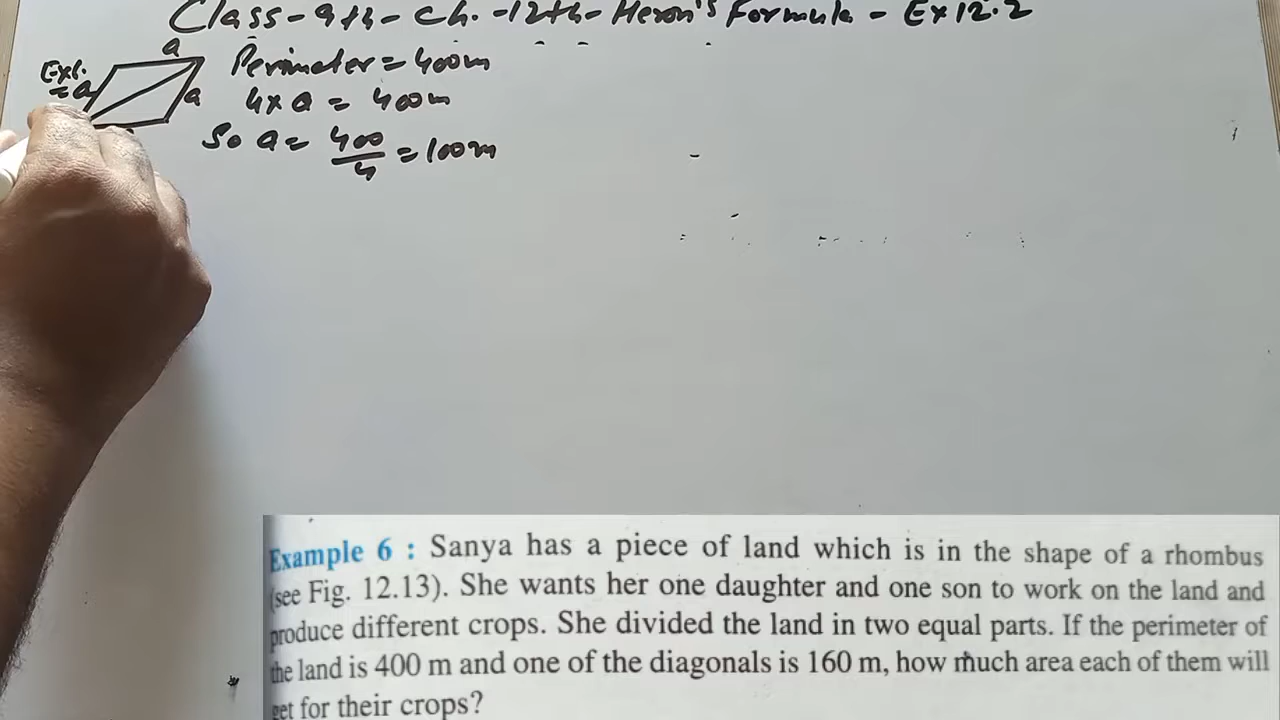 Class-9th-Ch.-12th-Heron's Formula - Ex 12.2
a
Perimeter = 400m
Ex6.
= a
a
4 x a = 400m
So a = 400/4 = 100m
Example 6 : Sanya has a piece of land which is in the shape of a rhombus
(see Fig. 12.13). She wants her one daughter and one son to work on the land and
produce different crops. She divided the land in two equal parts. If the perimeter of
the land is 400 m and one of the diagonals is 160 m, how much area each of them will
get for their crops?